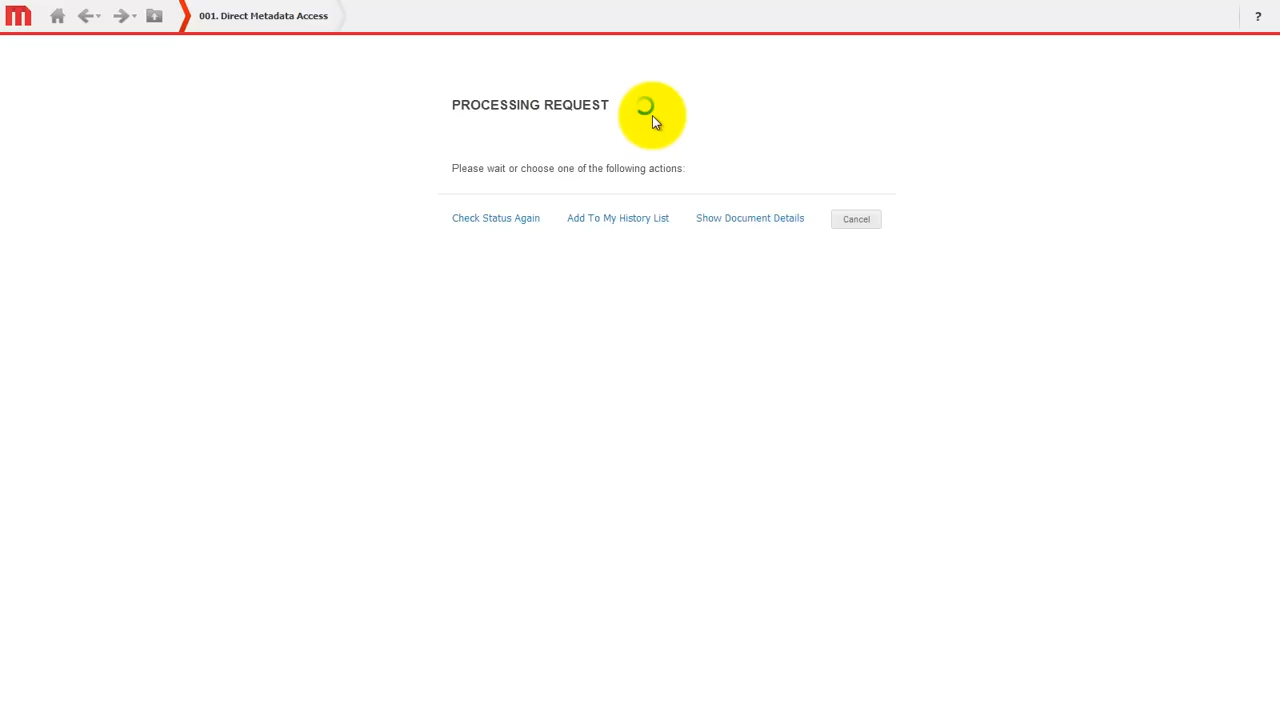 001. Direct Metadata Access
?
PROCESSING REQUEST
Please wait or choose one of the following actions:
Check Status Again Add To My History List Show Document Details Cancel